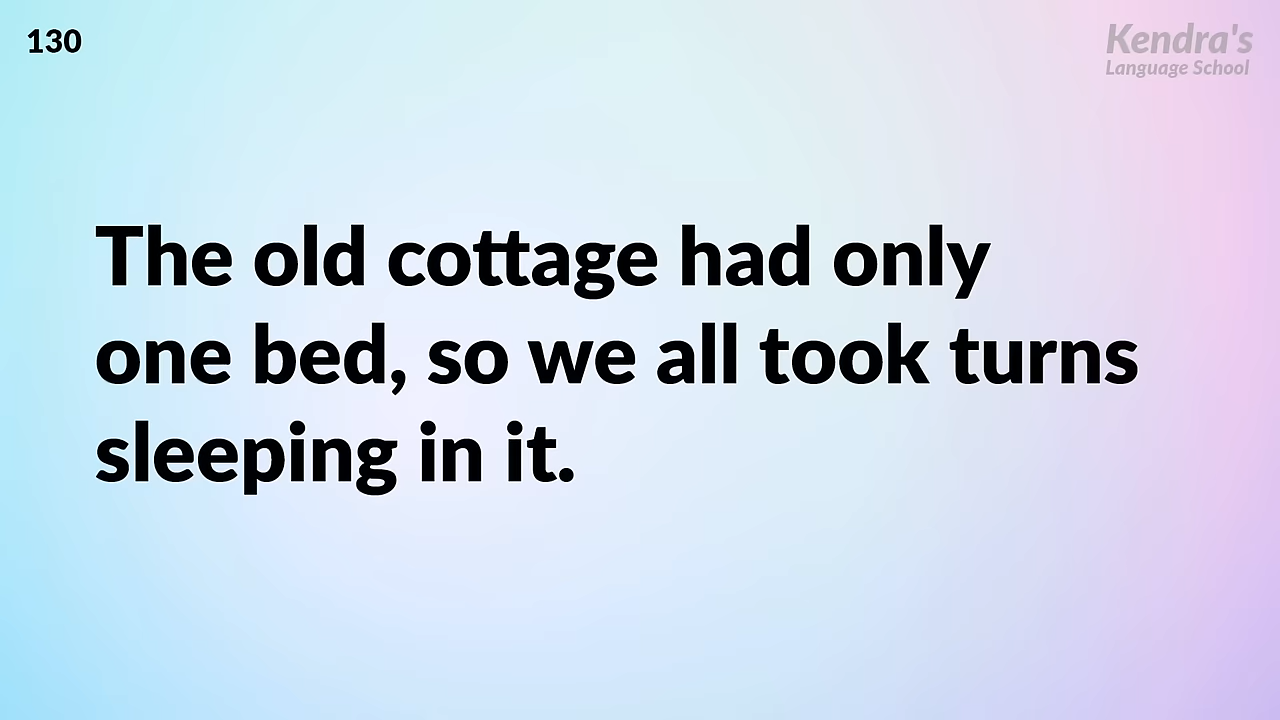 130
Kendra's
Language School
The old cottage had only
one bed, so we all took turns
sleeping in it.